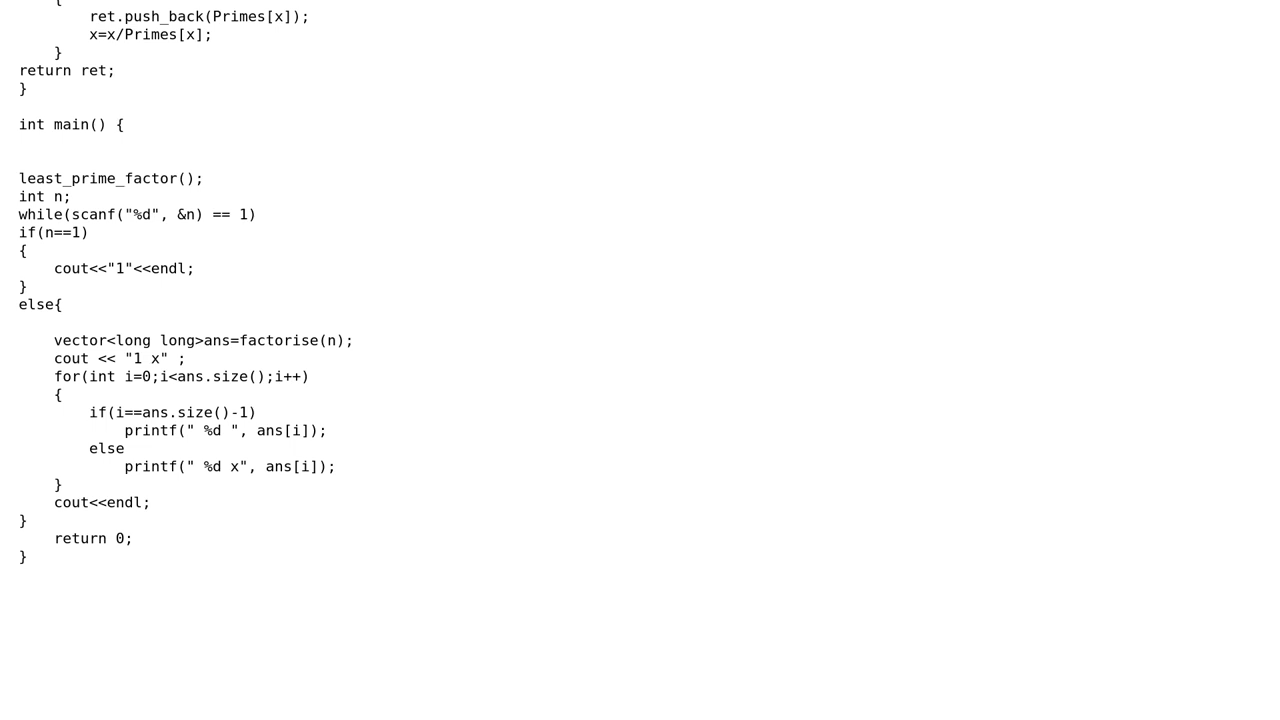 {
        ret.push_back(Primes[x]);
        x=x/Primes[x];
    }
return ret;
}

int main() {


least_prime_factor();
int n;
while(scanf("%d", &n) == 1)
if(n==1)
{
    cout<<"1"<<endl;
}
else{

    vector<long long>ans=factorise(n);
    cout << "1 x" ;
    for(int i=0;i<ans.size();i++)
    {
        if(i==ans.size()-1)
            printf(" %d ", ans[i]);
        else
            printf(" %d x", ans[i]);
    }
    cout<<endl;
}
    return 0;
}